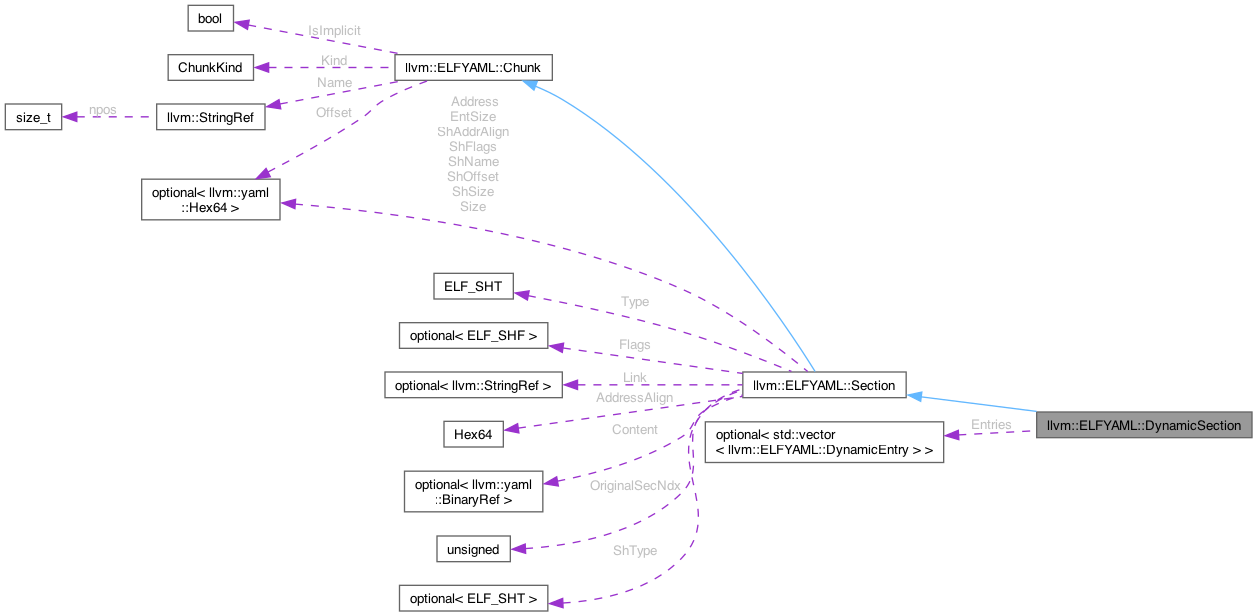 bool
IsImplicit
ChunkKind
Kind
llvm::ELFYAML::Chunk
Name
size_t
npos
llvm::StringRef
Offset
Address
EntSize
ShAddrAlign
ShFlags
ShName
ShOffset
ShSize
Size
optional< llvm::yaml
::Hex64 >
ELF_SHT
Type
optional< ELF_SHF >
Flags
optional< llvm::StringRef >
Link
llvm::ELFYAML::Section
AddressAlign
Hex64
Content
optional< std::vector
< llvm::ELFYAML::DynamicEntry > >
Entries
llvm::ELFYAML::DynamicSection
optional< llvm::yaml
::BinaryRef >
OriginalSecNdx
unsigned
ShType
optional< ELF_SHT >